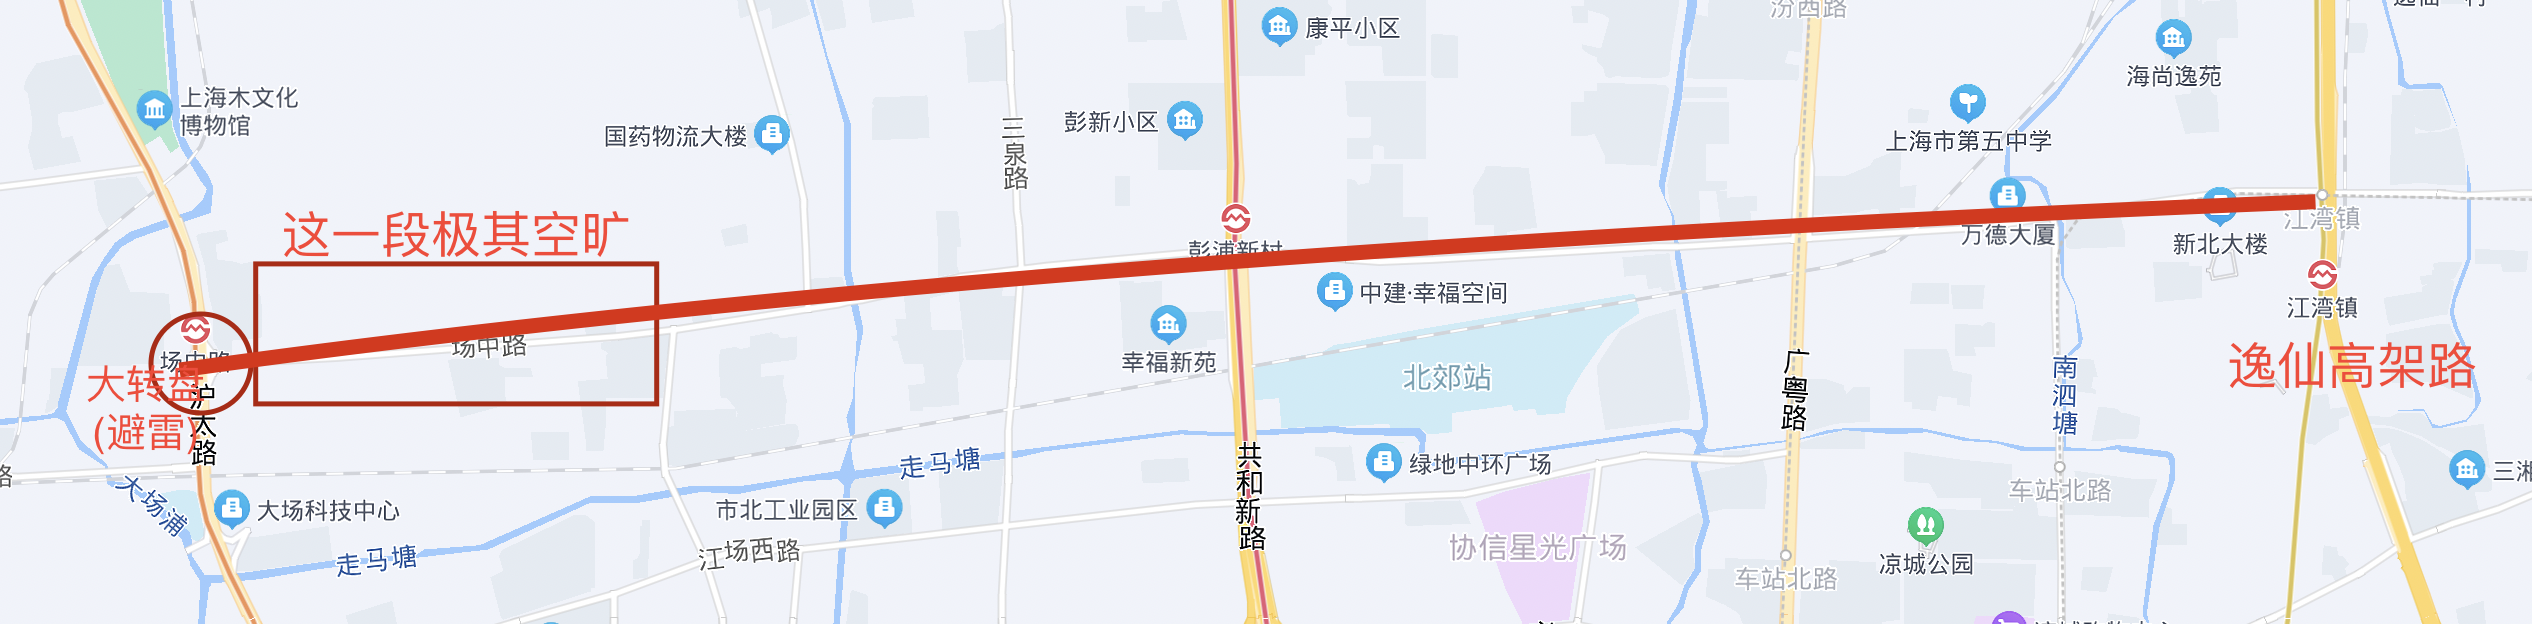 汾西路
康平小区
海尚逸苑
上海木文化
博物馆
国药物流大楼
三泉路
彭新小区
上海市第五中学
这一段极其空旷
彭浦新村
万德大厦
新北大楼
江湾镇
江湾镇
中建·幸福空间
场中路
场中路
大转盘
(避雷)
沪太路
幸福新苑
北郊站
广粤路
南泗塘
逸仙高架路
路
走马塘
共和新路
绿地中环广场
车站北路
三湘
大场浦
大场科技中心
市北工业园区
江场西路
走马塘
协信星光广场
车站北路
凉城公园